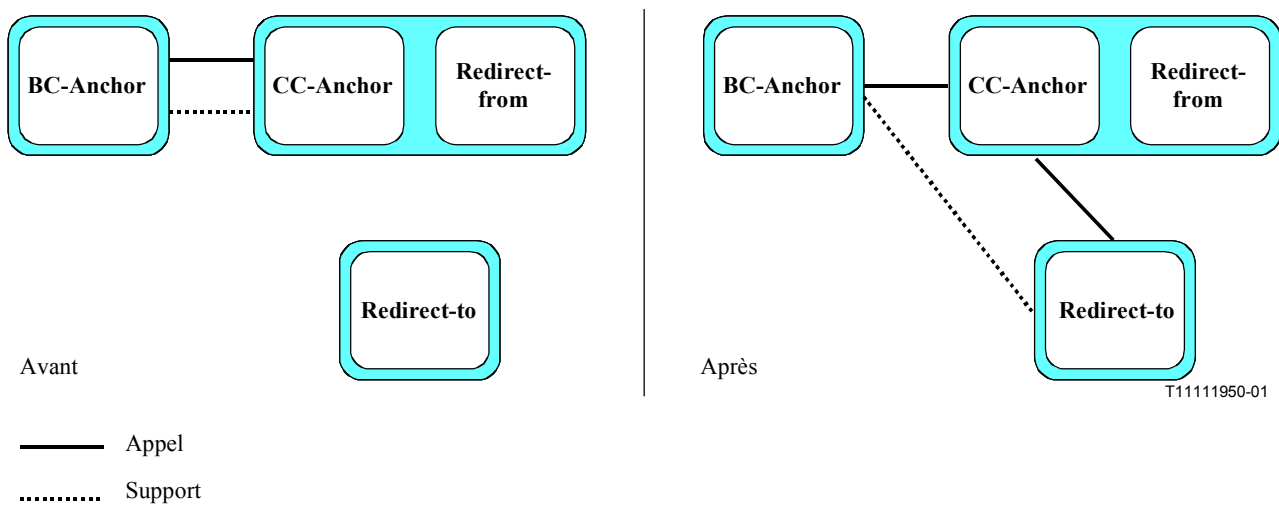 BC-Anchor
CC-Anchor
Redirect-
from
Redirect-to
Avant
BC-Anchor
CC-Anchor
Redirect-
from
Redirect-to
Après
T11111950-01
Appel
Support